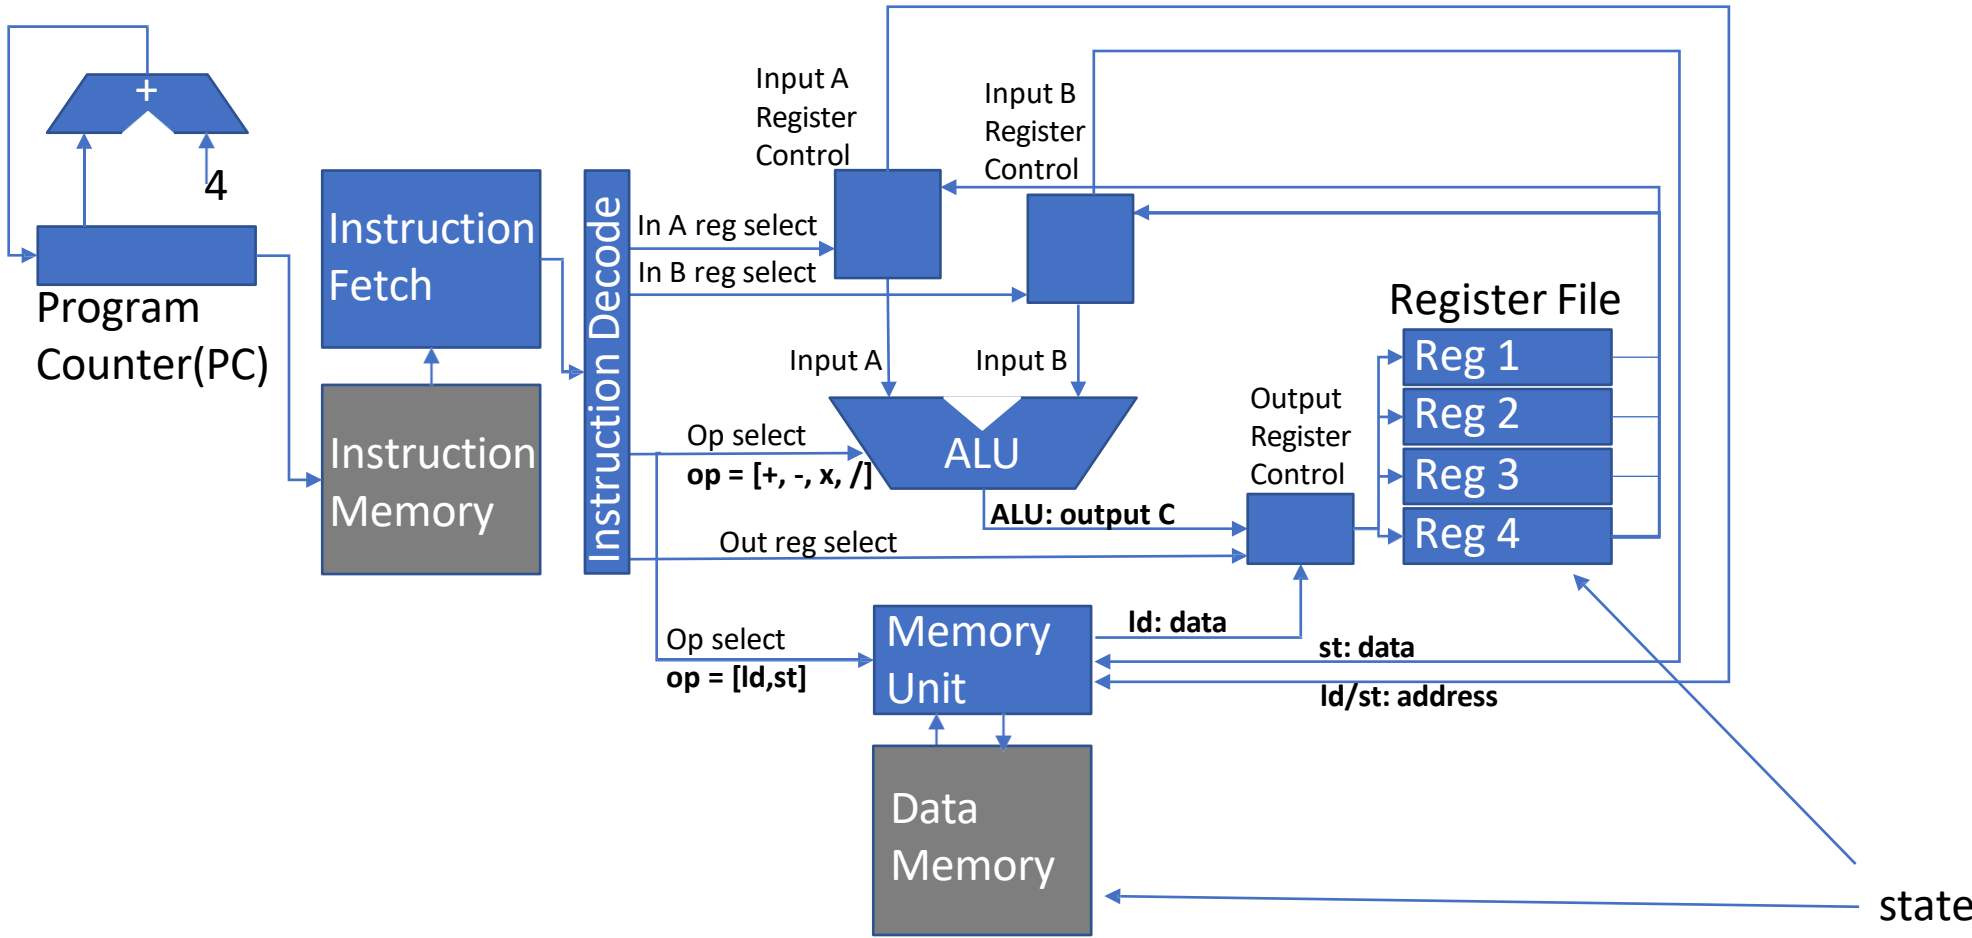 +
4
Program
Counter(PC)
Instruction
Fetch
Instruction
Memory
Instruction Decode
Input A
Register
Control
Input B
Register
Control
In A reg select
In B reg select
Input A
Input B
Op select
op = [+, -, x, /]
ALU
ALU: output C
Out reg select
Output
Register
Control
Register File
Reg 1
Reg 2
Reg 3
Reg 4
Op select
op = [ld,st]
Memory
Unit
ld: data
st: data
ld/st: address
Data
Memory
state